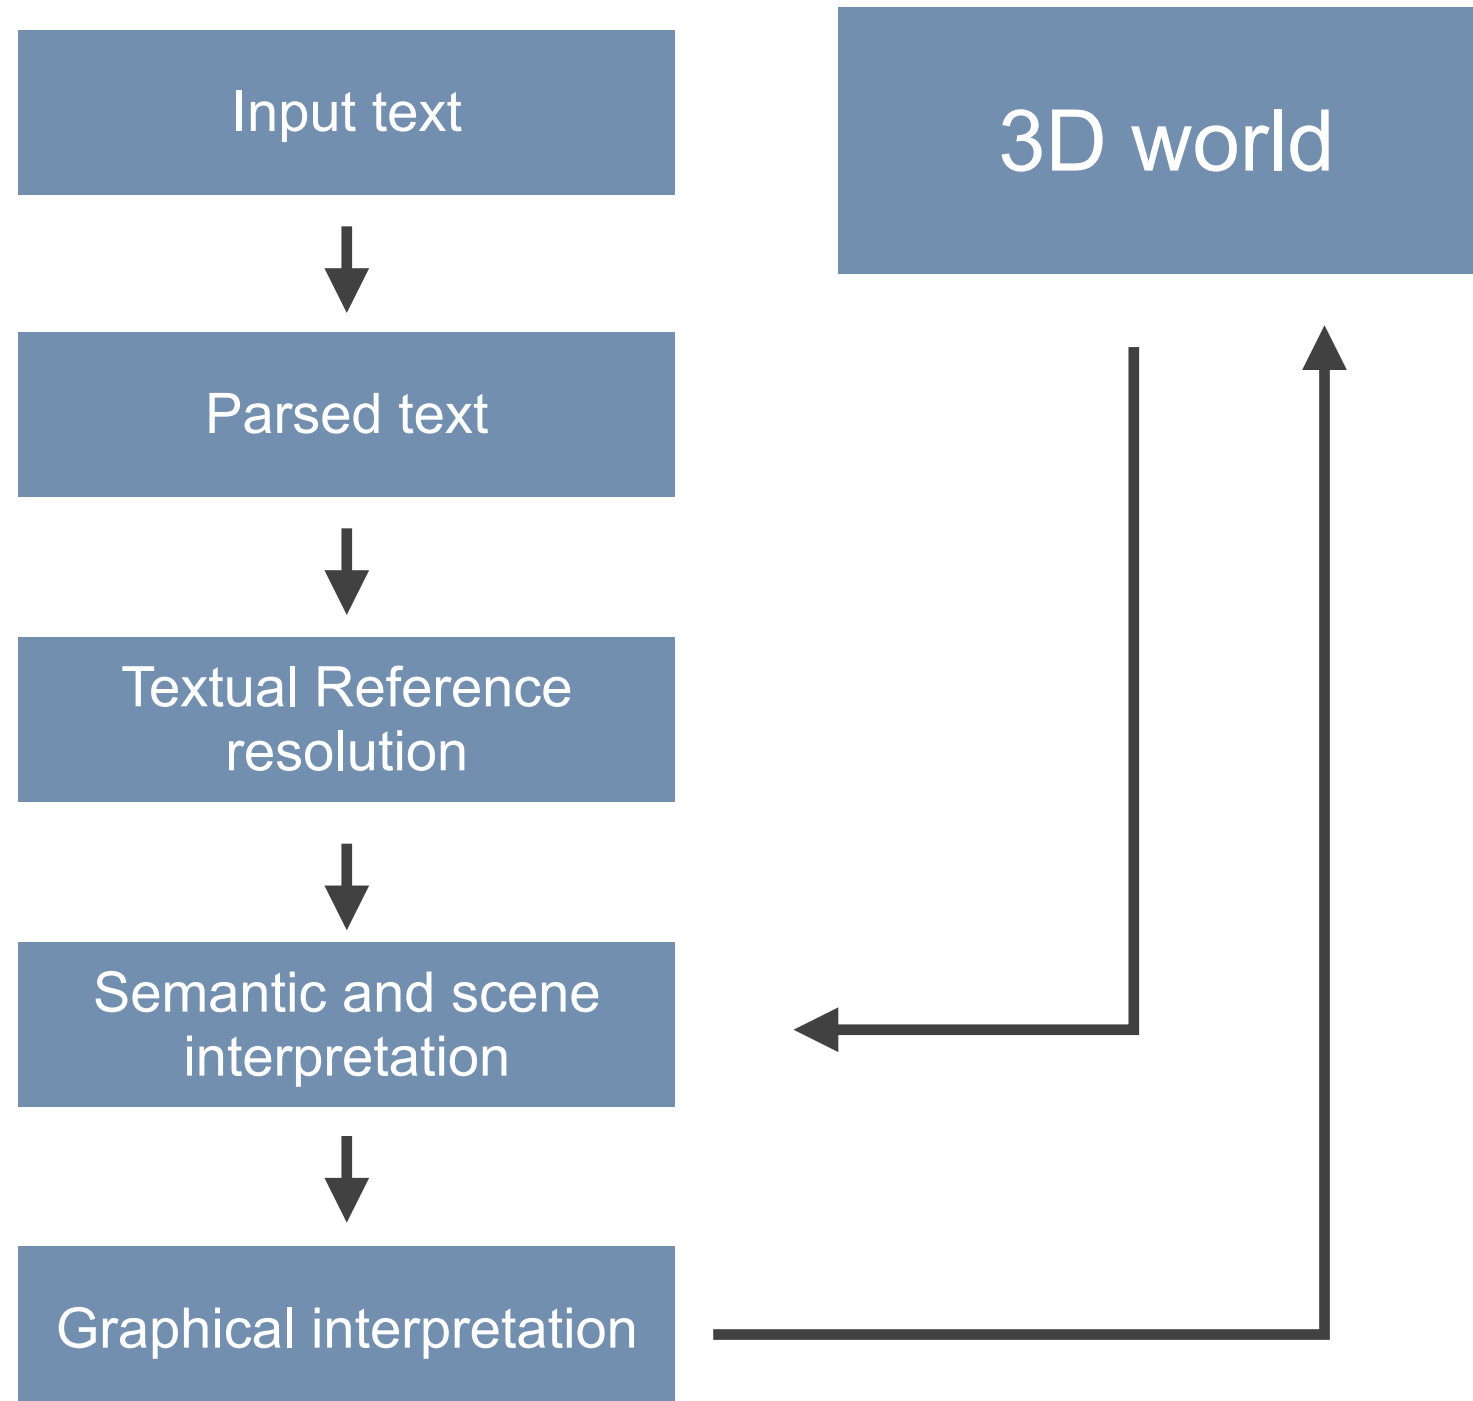 Input text
3D world
Parsed text
Textual Reference
resolution
Semantic and scene
interpretation
Graphical interpretation